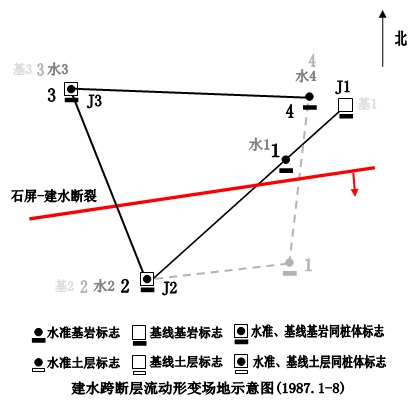 4
北
基3 3 水3
水4
J1
3
J3
4
基1
水1 1
石屏-建水断裂
1
基2 2 水2 2 J2
水准基岩标志
基线基岩标志
水准、基线基岩同桩体标志
水准土层标志
基线土层标志
水准、基线土层同桩体标志
建水跨断层流动形变场地示意图(1987.1-8)